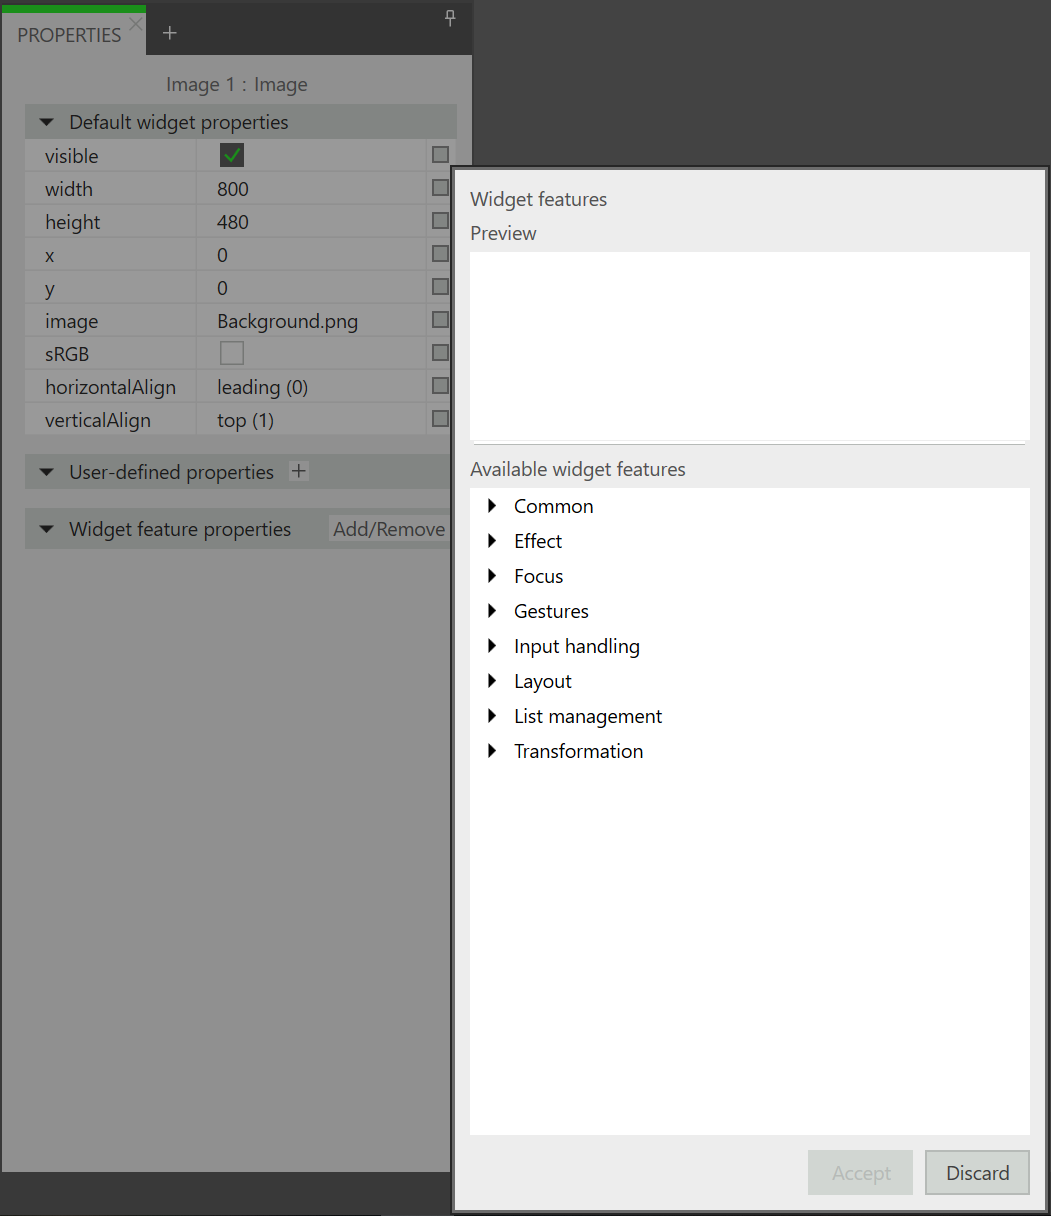 PROPERTIES
Image 1 : Image
Default widget properties
visible
width 800
height 480
x 0
y 0
image Background.png
sRGB
horizontalAlign leading (0)
verticalAlign top (1)
User-defined properties
Widget feature properties Add/Remove
Widget features
Preview
Available widget features
Common
Effect
Focus
Gestures
Input handling
Layout
List management
Transformation
Accept Discard